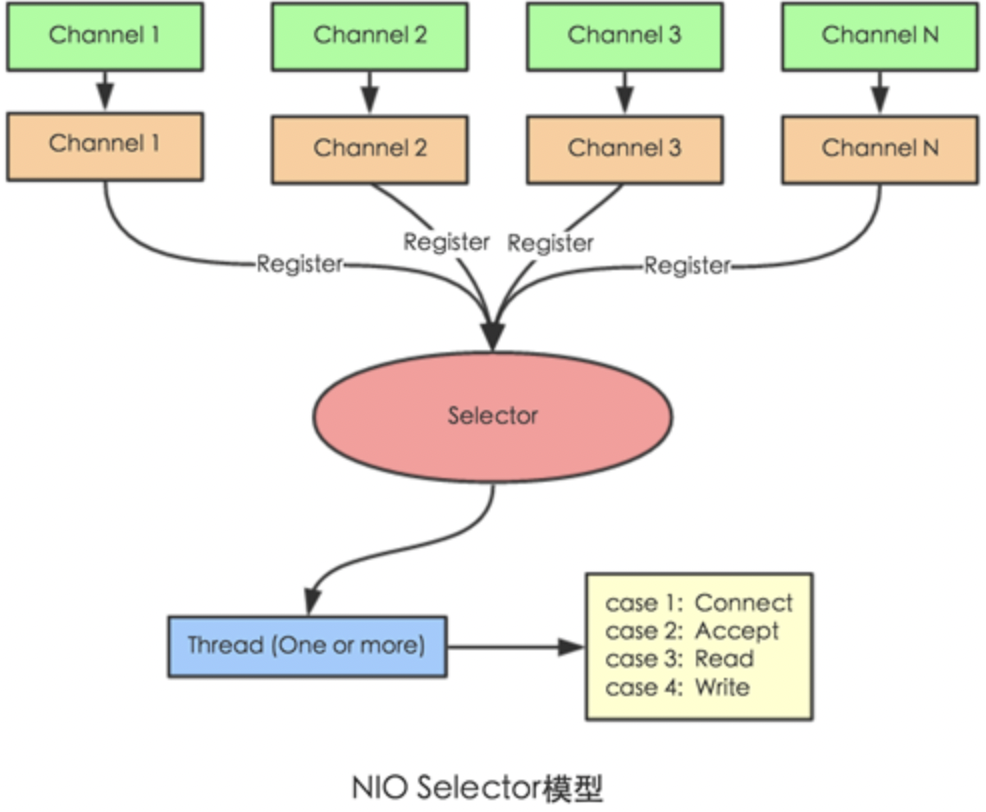 Channel 1
Channel 2
Channel 3
Channel N
Channel 1
Channel 2
Channel 3
Channel N
Register
Register
Register
Register
Selector
Thread (One or more)
case 1: Connect
case 2: Accept
case 3: Read
case 4: Write
NIO Selector模型